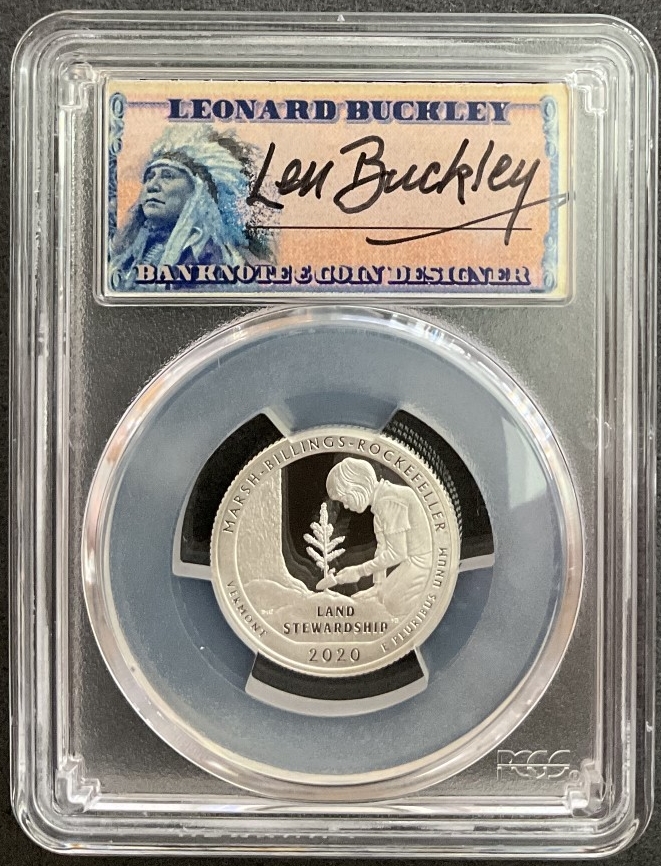 LEONARD BUCKLEY
Len Buckley
BANKNOTE & COIN DESIGNER
MARSH-BILLINGS-ROCKEFELLER
VERMONT
LAND
STEWARDSHIP
E PLURIBUS UNUM
2020
PCGS